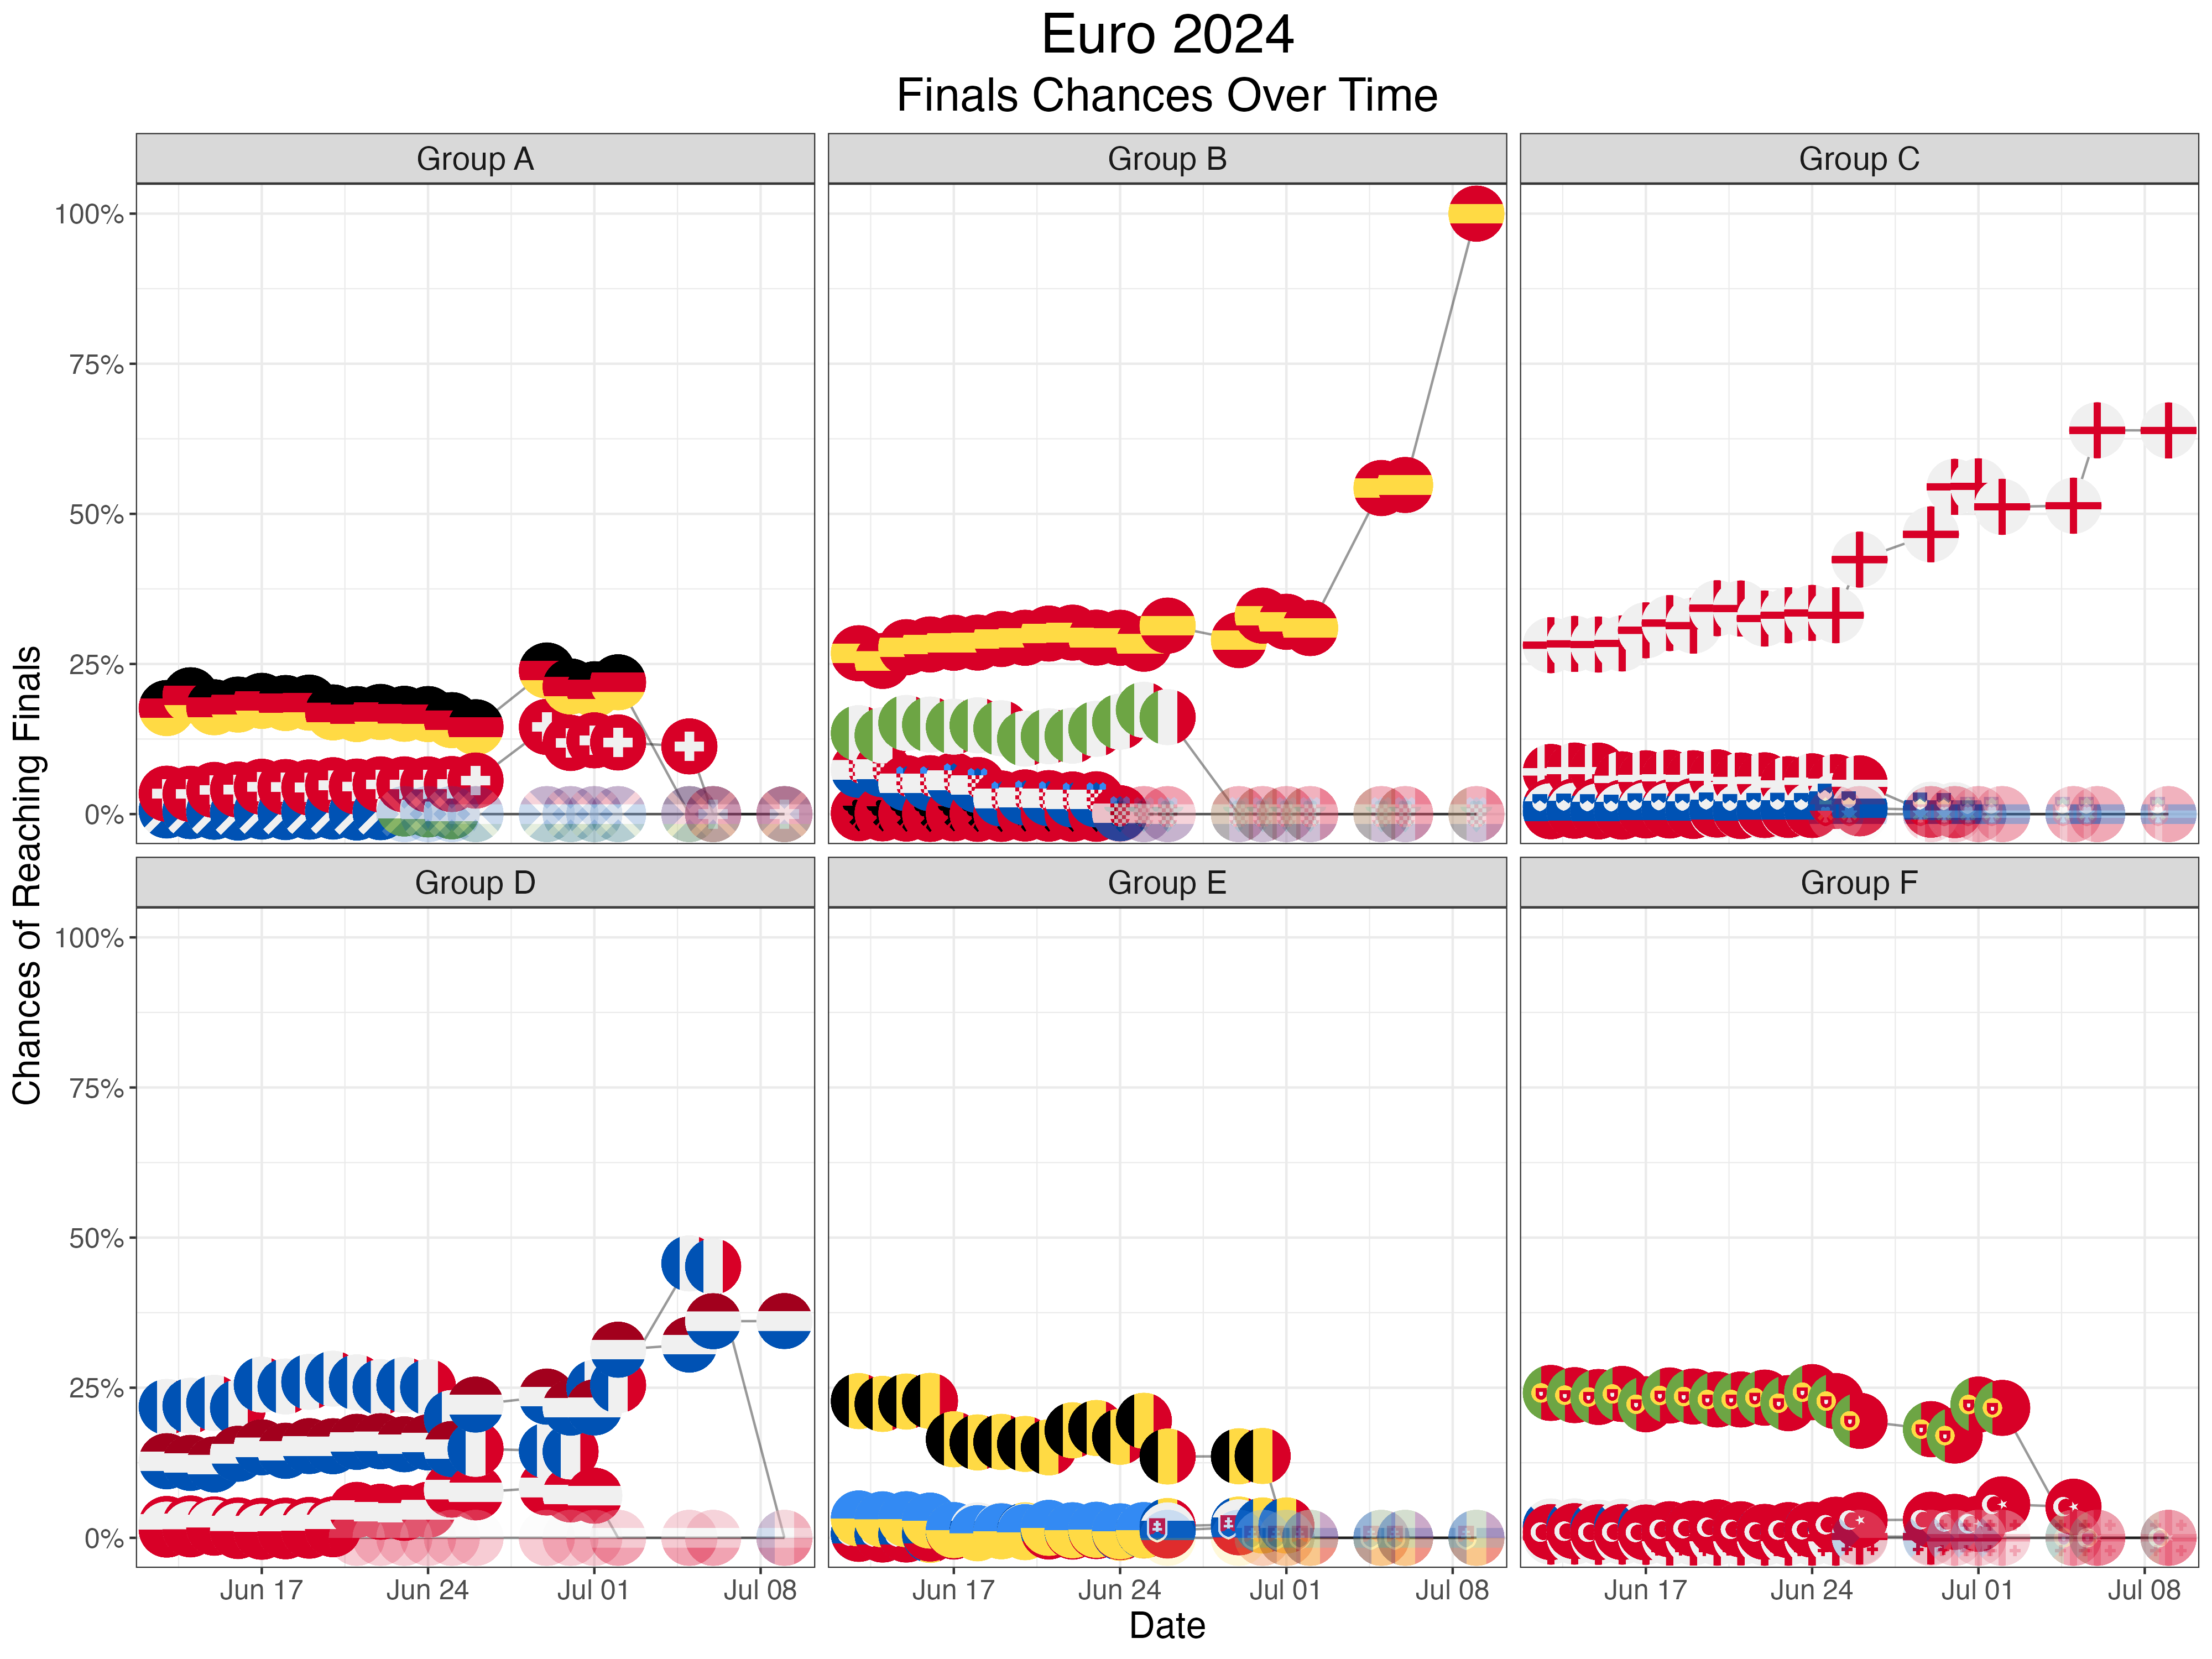 Euro 2024
Finals Chances Over Time
Group A
Group B
Group C
100%
75%
50%
25%
0%
Group D
Group E
Group F
100%
75%
50%
25%
0%
Chances of Reaching Finals
Jun 17
Jun 24
Jul 01
Jul 08
Jun 17
Jun 24
Jul 01
Jul 08
Jun 17
Jun 24
Jul 01
Jul 08
Date